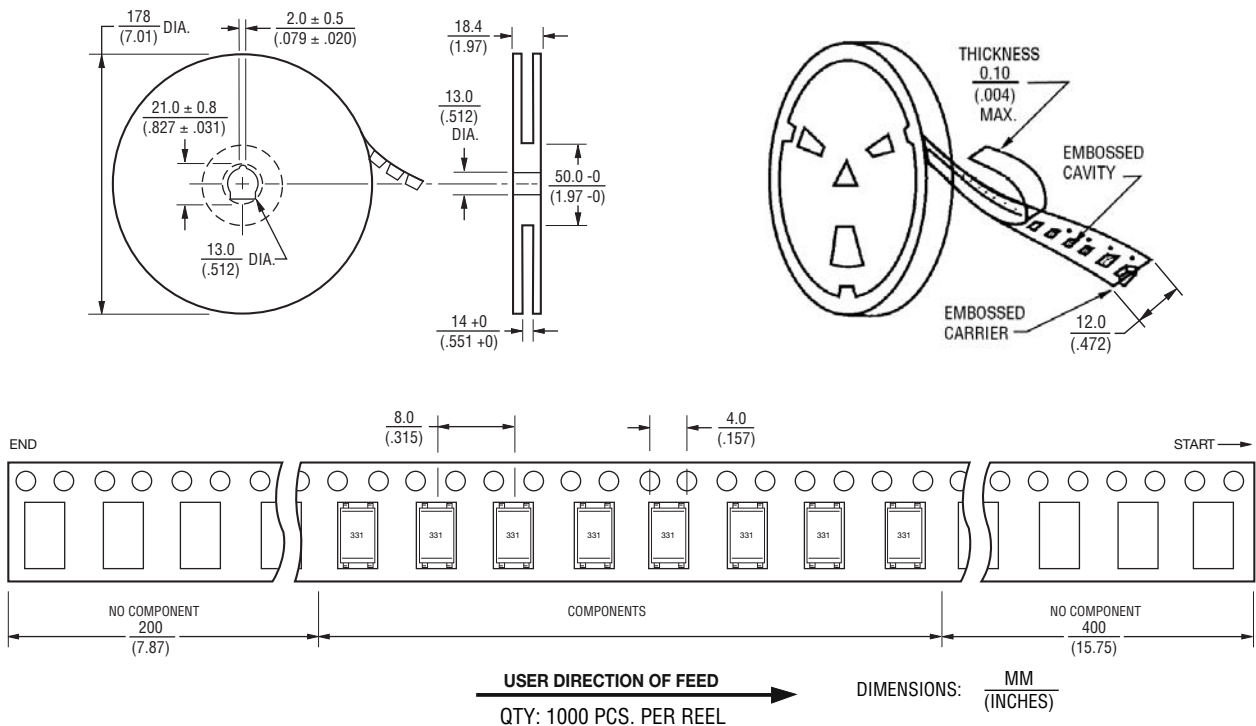 178
(7.01)
DIA.
2.0 ± 0.5
(.079 ± .020)
21.0 ± 0.8
(.827 ± .031)
13.0
(.512)
DIA.
18.4
(1.97)
13.0
(.512)
DIA.
50.0 -0
(1.97 -0)
14 +0
(.551 +0)
THICKNESS
0.10
(.004)
MAX.
EMBOSSED
CAVITY
EMBOSSED
CARRIER
12.0
(.472)
8.0
(.315)
4.0
(.157)
END
START
331 331 331 331 331 331 331 331
NO COMPONENT
200
(7.87)
COMPONENTS
NO COMPONENT
400
(15.75)
USER DIRECTION OF FEED
QTY: 1000 PCS. PER REEL
DIMENSIONS:
MM
(INCHES)